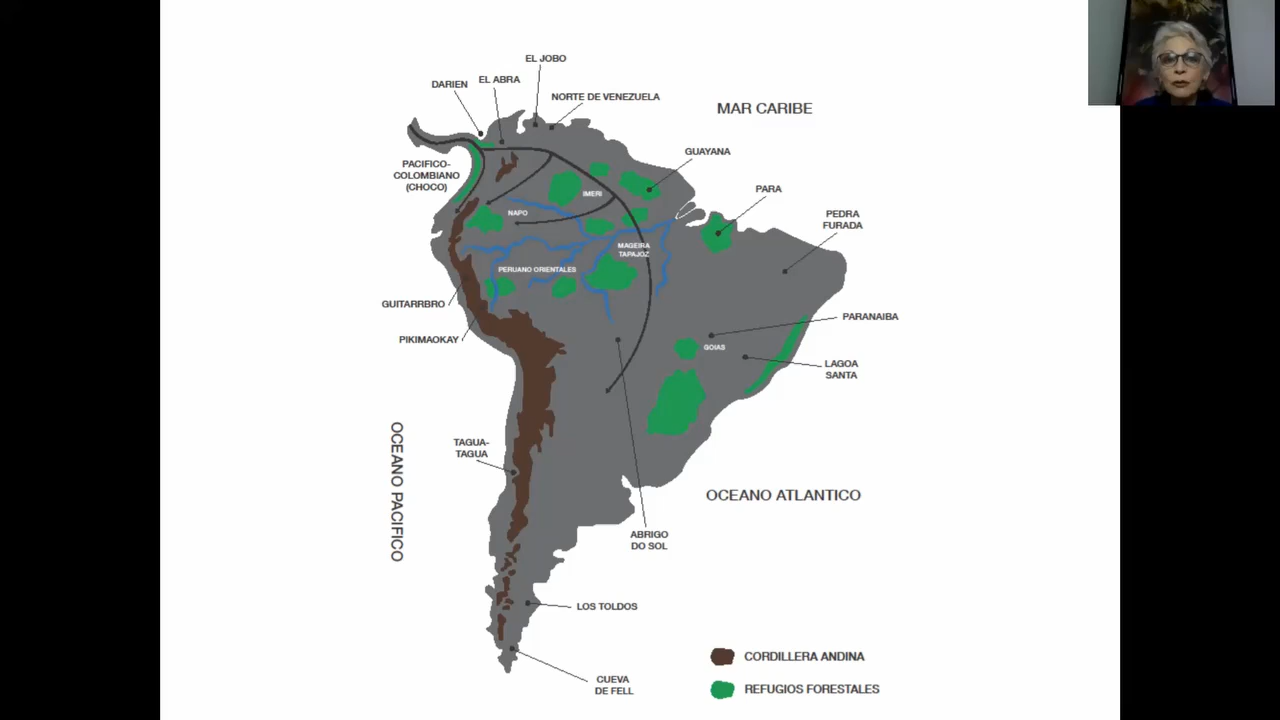 EL JOBO
EL ABRA
DARIEN
NORTE DE VENEZUELA
MAR CARIBE
GUAYANA
PACIFICO-
COLOMBIANO
(CHOCO)
PARA
IMERI
NAPO
PEDRA
FURADA
MAGEIRA
TAPAJOZ
PERUANO ORIENTALES
GUITARRBRO
PARANAIBA
PIKIMAOKAY
GOIAS
LAGOA
SANTA
OCEANO PACIFICO
TAGUA-
TAGUA
OCEANO ATLANTICO
ABRIGO
DO SOL
LOS TOLDOS
CORDILLERA ANDINA
CUEVA
DE FELL
REFUGIOS FORESTALES